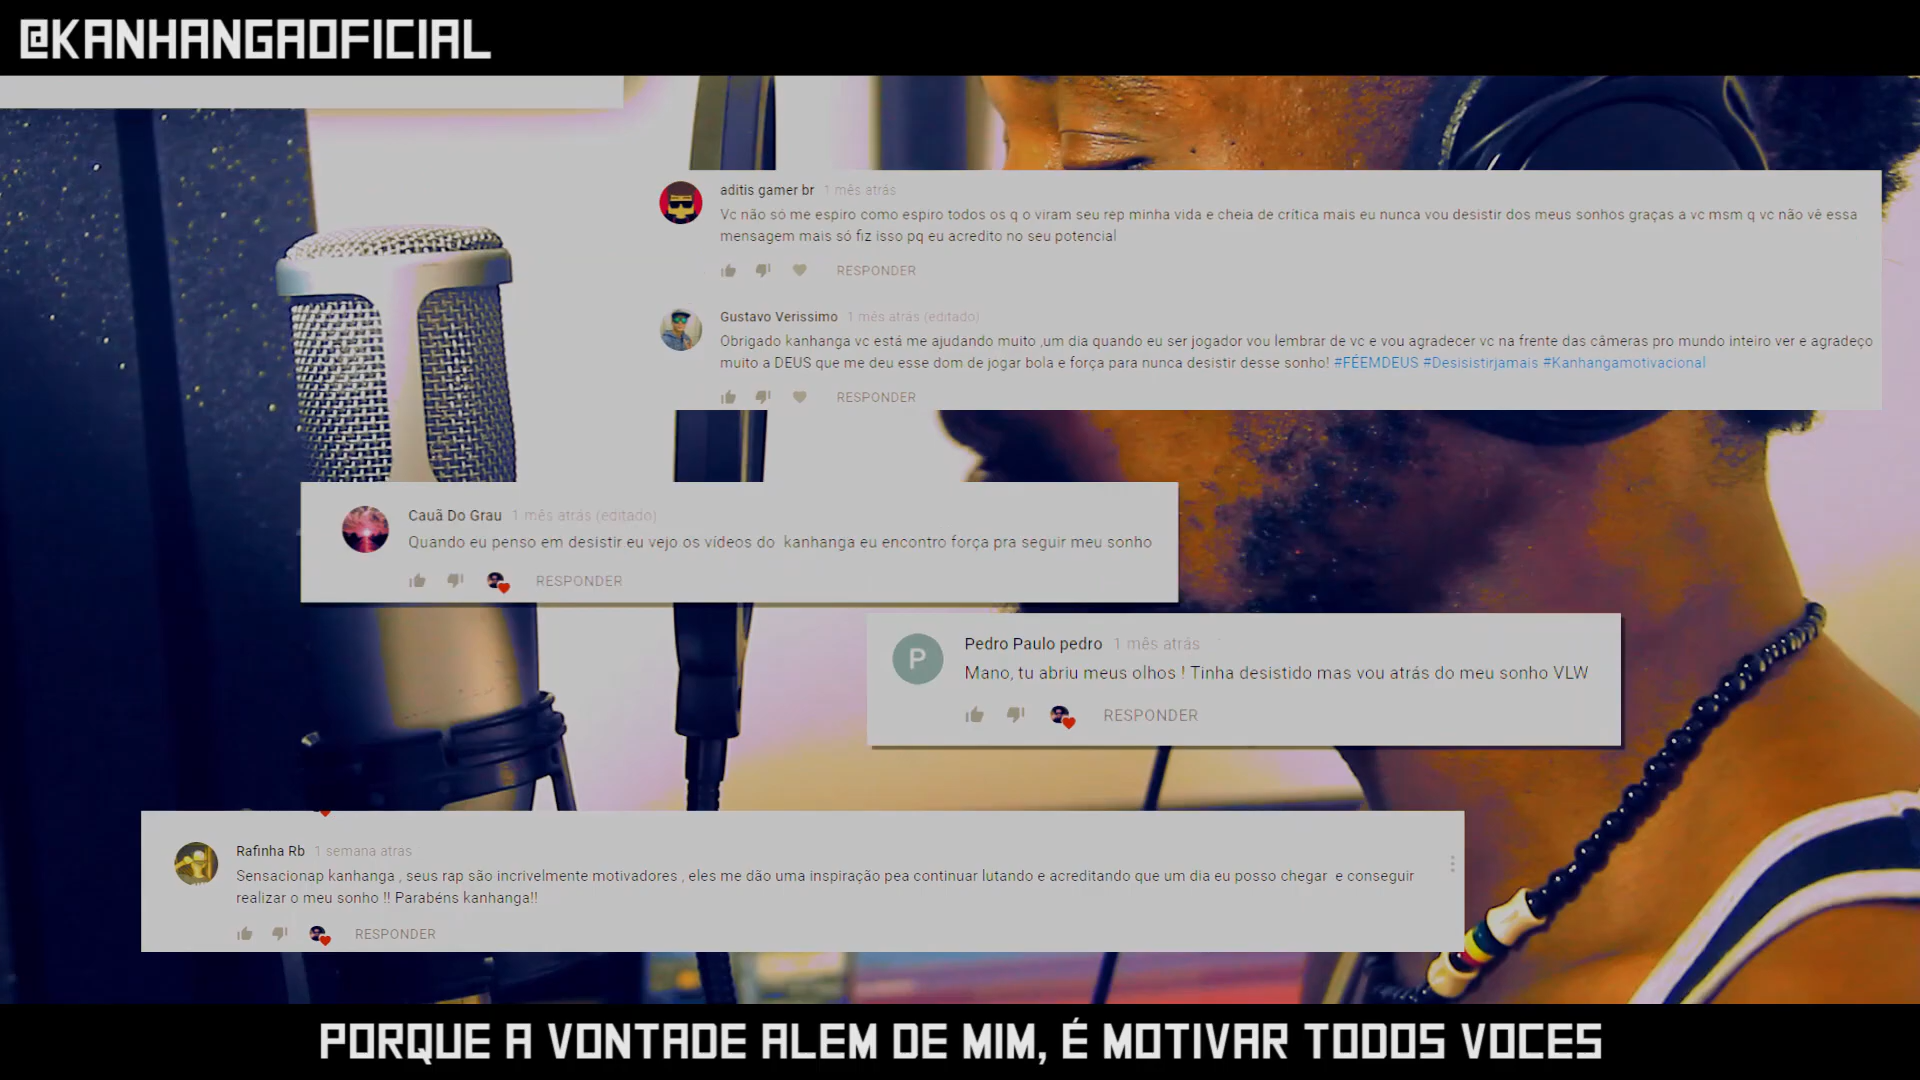 @KANHANGAOFICIAL
aditis gamer br 1 mês atrás
Vc não só me espiro como espiro todos os q o viram seu rep minha vida e cheia de crítica mais eu nunca vou desistir dos meus sonhos graças a vc msm q vc não vê essa
mensagem mais só fiz isso pq eu acredito no seu potencial
RESPONDER
Gustavo Verissimo 1 mês atrás (editado)
Obrigado kanhanga vc está me ajudando muito ,um dia quando eu ser jogador vou lembrar de vc e vou agradecer vc na frente das câmeras pro mundo inteiro ver e agradeço
muito a DEUS que me deu esse dom de jogar bola e força para nunca desistir desse sonho! #FÉEMDEUS #Desisistirjamais #Kanhangamotivacional
RESPONDER
Cauã Do Grau 1 mês atrás (editado)
Quando eu penso em desistir eu vejo os vídeos do kanhanga eu encontro força pra seguir meu sonho
RESPONDER
P
Pedro Paulo pedro 1 mês atrás
Mano, tu abriu meus olhos ! Tinha desistido mas vou atrás do meu sonho VLW
RESPONDER
Rafinha Rb 1 semana atras
Sensacionap kanhanga , seus rap são incrivelmente motivadores , eles me dão uma inspiração pea continuar lutando e acreditando que um dia eu posso chegar e conseguir
realizar o meu sonho !! Parabéns kanhanga!!
RESPONDER
PORQUE A VONTADE ALEM DE MIM, É MOTIVAR TODOS VOCES